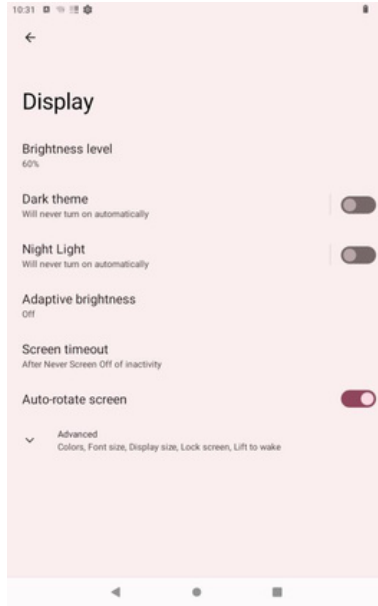 10:31
Display
Brightness level
60%
Dark theme
Will never turn on automatically
Night Light
Will never turn on automatically
Adaptive brightness
Off
Screen timeout
After Never Screen Off of inactivity
Auto-rotate screen
Advanced
Colors, Font size, Display size, Lock screen, Lift to wake